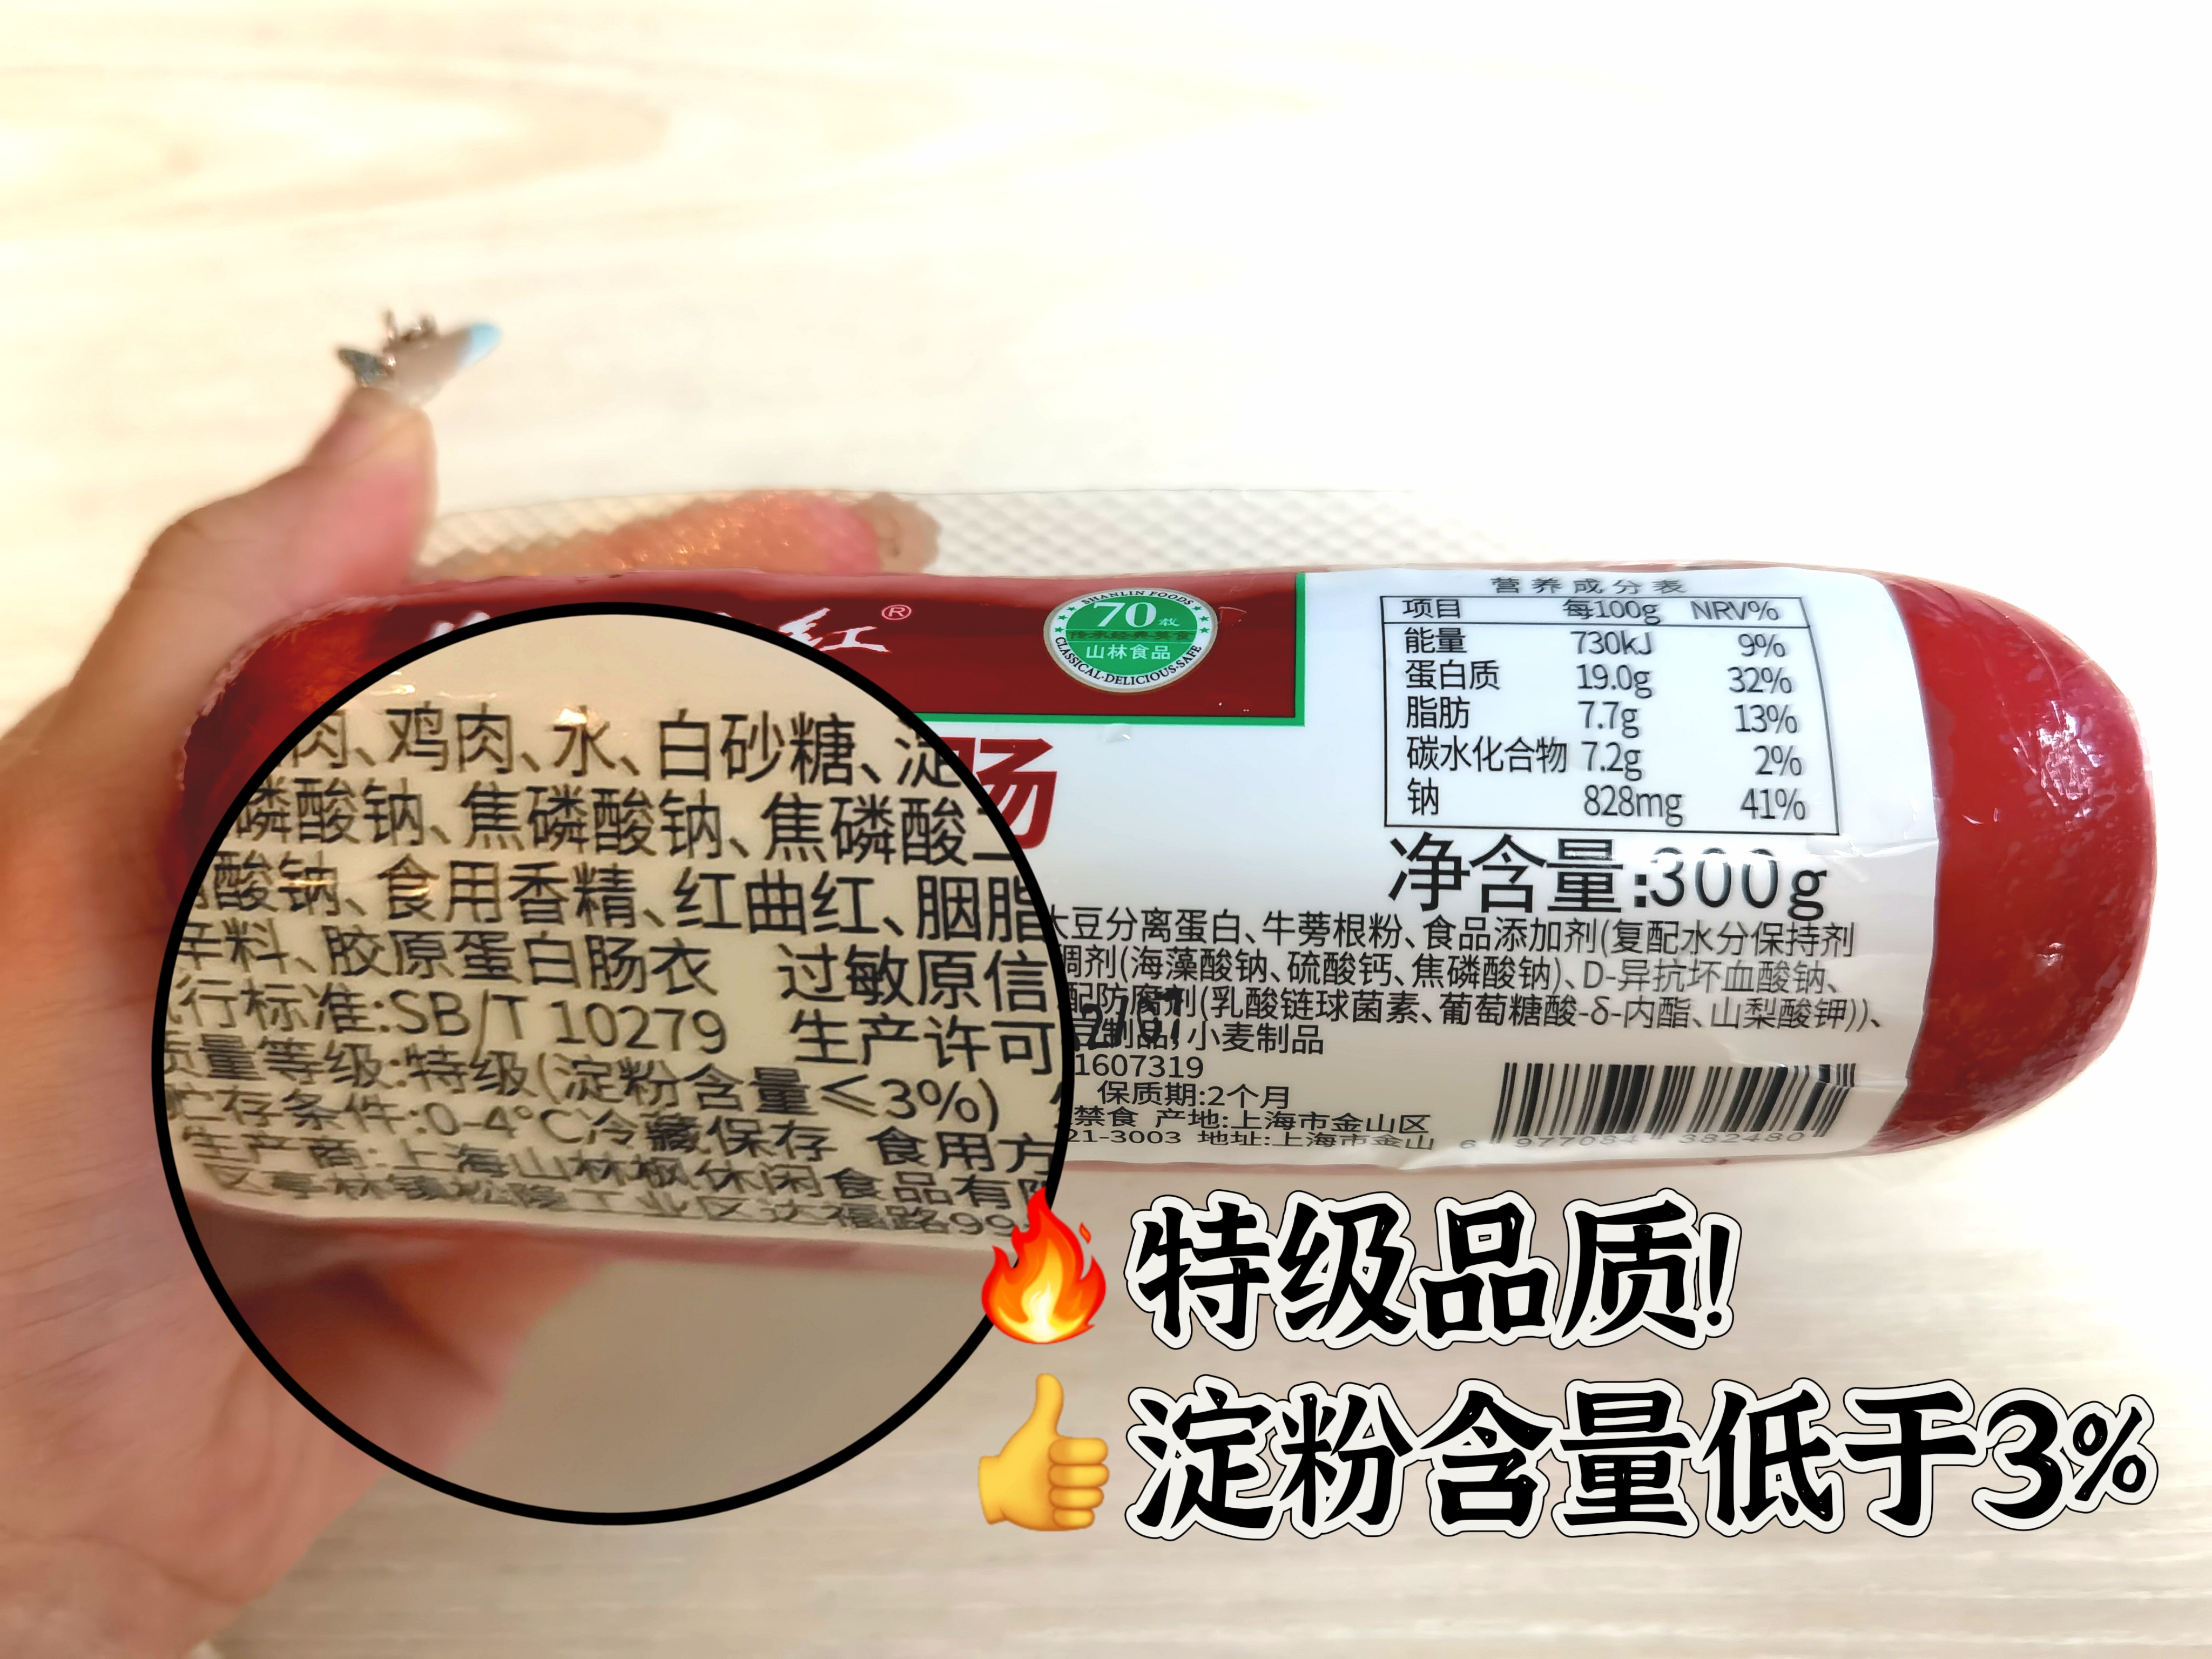 红®
SHANLIN FOODS
70
山林食品
CLASSICAL·DELICIOUS·SAFE
肠
营养成分表
项目 每100g NRV%
能量 730kJ 9%
蛋白质 19.0g 32%
脂肪 7.7g 13%
碳水化合物 7.2g 2%
钠 828mg 41%
净含量:300g
肉、鸡肉、水、白砂糖、淀
磷酸钠、焦磷酸钠、焦磷酸二
酸钠、食用香精、红曲红、胭脂
辛料、胶原蛋白肠衣 过敏原信
行标准:SB/T 10279 生产许可
质量等级:特级(淀粉含量≤3%)
贮存条件:0-4°C冷藏保存 食用方
生产商:上海山林枫休闲食品有限
区亭林镇松隐工业区达福路99
大豆分离蛋白、牛蒡根粉、食品添加剂(复配水分保持剂
调剂(海藻酸钠、硫酸钙、焦磷酸钠)、D-异抗坏血酸钠、
配防腐剂(乳酸链球菌素、葡萄糖酸-δ-内酯、山梨酸钾))、
豆制品,小麦制品
1607319
保质期:2个月
禁食 产地:上海市金山区
21-3003 地址:上海市金山
6 977084 382480
🔥特级品质!
👍淀粉含量低于3%